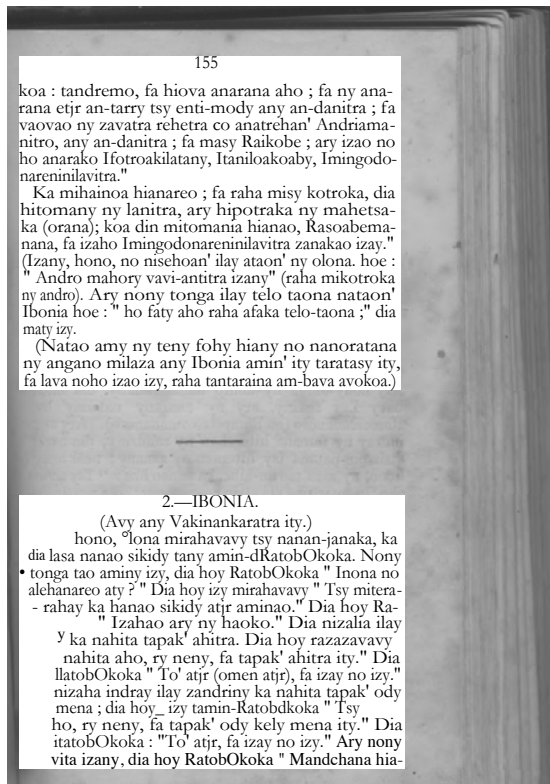 155
koa : tandremo, fa hiova anarana aho ; fa ny ana-
rana etjr an-tarry tsy enti-mody any an-danitra ; fa
vaovao ny zavatra rehetra co anatrehan' Andriama-
nitro, any an-danitra ; fa masy Raikobe ; ary izao no
ho anarako Ifotroakilatany, Itaniloakoaby, Imingodo-
nareninilavitra."
Ka mihainoa hianareo ; fa raha misy kotroka, dia
hitomany ny lanitra, ary hipotraka ny mahetsa-
ka (orana); koa din mitomania hianao, Rasoabema-
nana, fa izaho Imingodonareninilavitra zanakao izay."
(Izany, hono, no nisehoan' ilay ataon' ny olona. hoe :
" Andro mahory vavi-antitra izany" (raha mikotroka
ny andro). Ary nony tonga ilay telo taona nataon'
Ibonia hoe : " ho faty aho raha afaka telo-taona ;" dia
maty izy.
(Natao amy ny teny fohy hiany no nanoratana
ny angano milaza any Ibonia amin' ity taratasy ity,
fa lava noho izao izy, raha tantaraina am-bava avokoa.)
2.—IBONIA.
(Avy any Vakinankaratra ity.)
hono, °lona mirahavavy tsy nanan-janaka, ka
dia lasa nanao sikidy tany amin-dRatobOkoka. Nony
• tonga tao aminy izy, dia hoy RatobOkoka " Inona no
alehanareo aty ? " Dia hoy izy mirahavavy " Tsy mitera-
- rahay ka hanao sikidy atjr aminao." Dia hoy Ra-
" Izahao ary ny haoko." Dia nizalia ilay
y ka nahita tapak' ahitra. Dia hoy razazavavy
nahita aho, ry neny, fa tapak' ahitra ity." Dia
llatobOkoka " To' atjr (omen atjr), fa izay no izy."
nizaha indray ilay zandriny ka nahita tapak' ody
mena ; dia hoy_ izy tamin-Ratobdkoka " Tsy
ho, ry neny, fa tapak' ody kely mena ity." Dia
itatobOkoka : "To' atjr, fa izay no izy." Ary nony
vita izany, dia hoy RatobOkoka " Mandchana hia-